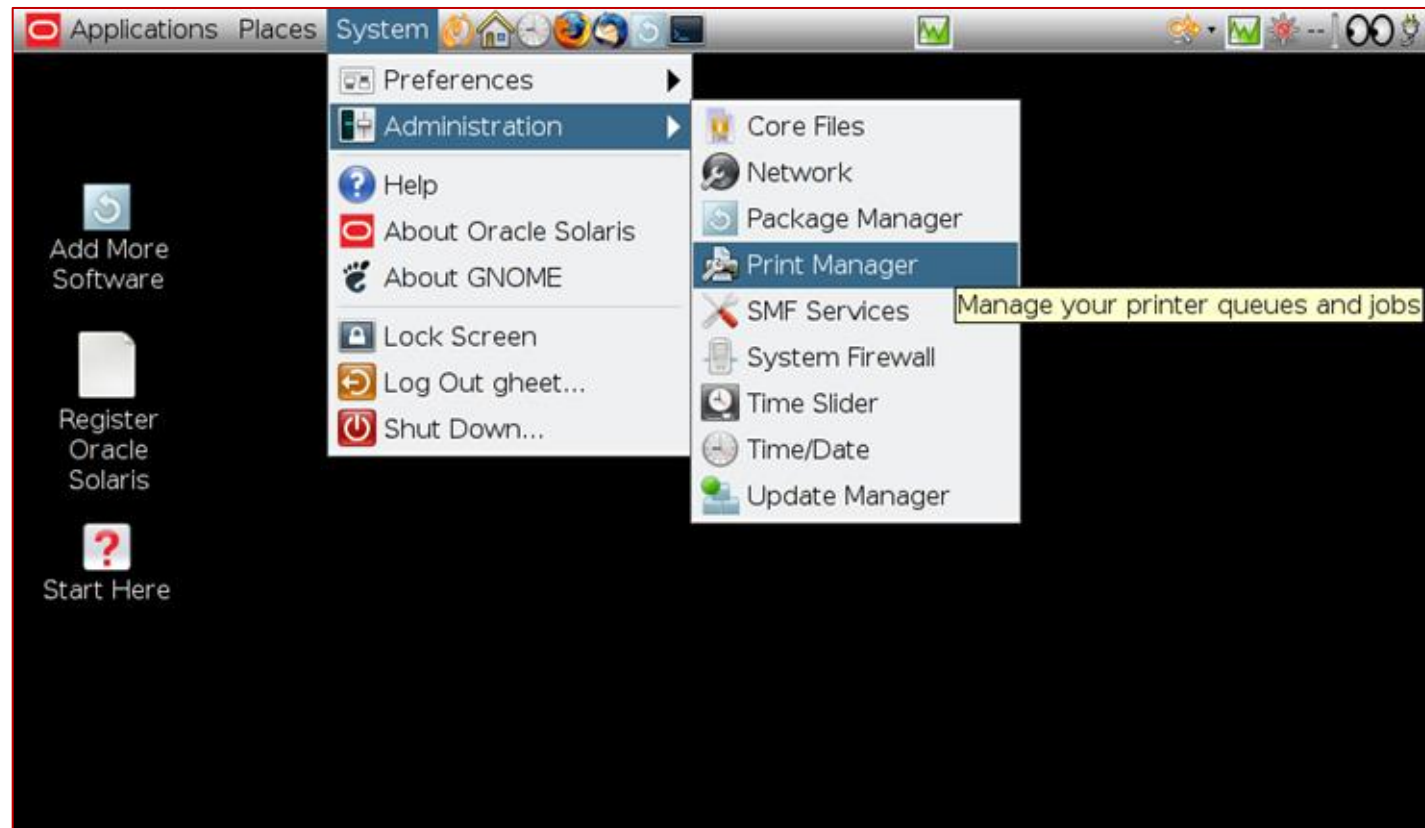 Applications Places System
Preferences
Administration
Help
About Oracle Solaris
About GNOME
Lock Screen
Log Out gheet...
Shut Down...
Core Files
Network
Package Manager
Print Manager
Manage your printer queues and jobs
SMF Services
System Firewall
Time Slider
Time/Date
Update Manager
Add More
Software
Register
Oracle
Solaris
Start Here
--